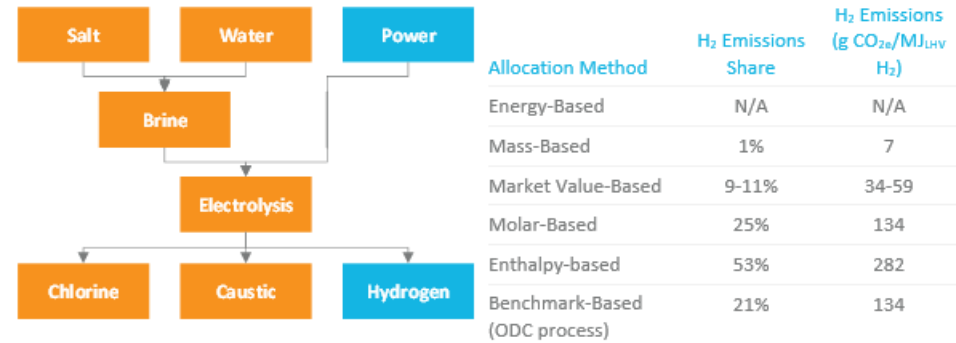 Salt
Water
Power
Brine
Electrolysis
Chlorine
Caustic
Hydrogen
Allocation Method
H₂ Emissions
Share
H₂ Emissions
(g CO₂ₑ/MJ_LHV
H₂)
Energy-Based N/A N/A
Mass-Based 1% 7
Market Value-Based 9-11% 34-59
Molar-Based 25% 134
Enthalpy-based 53% 282
Benchmark-Based 21% 134
(ODC process)